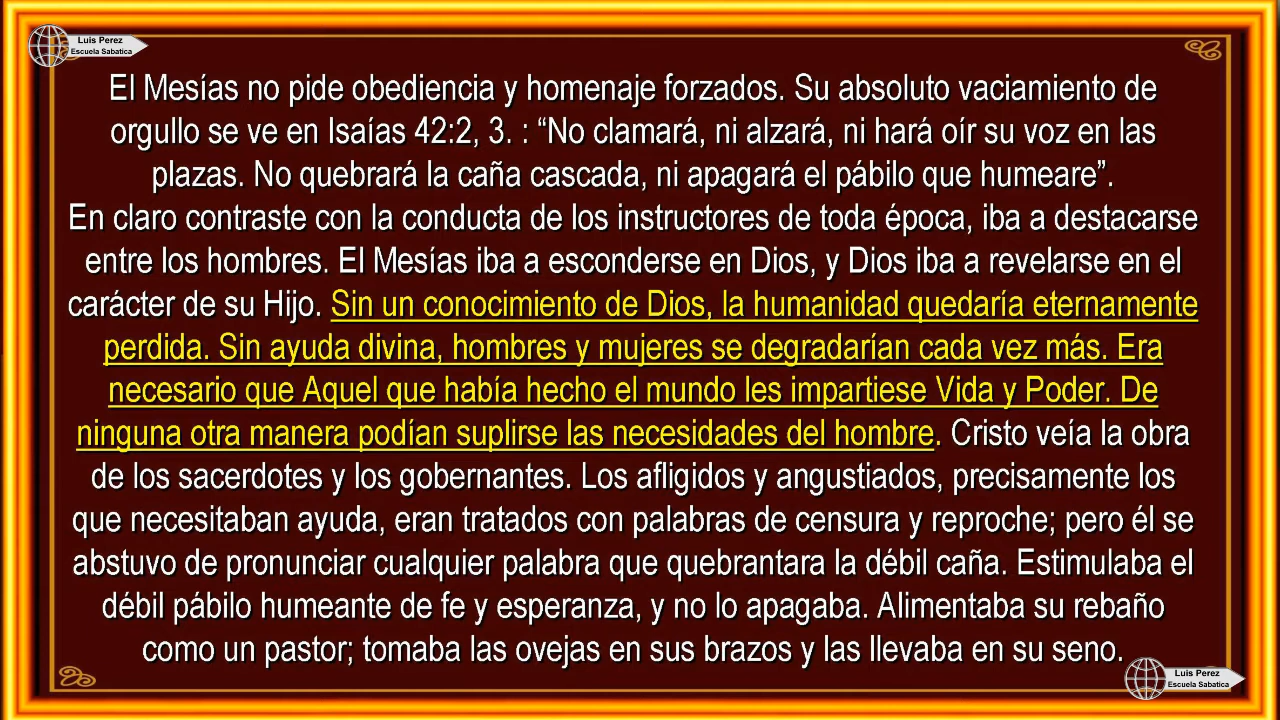 Luis Perez
Escuela Sabatica
El Mesías no pide obediencia y homenaje forzados. Su absoluto vaciamiento de
orgullo se ve en Isaías 42:2, 3. : “No clamará, ni alzará, ni hará oír su voz en las
plazas. No quebrará la caña cascada, ni apagará el pábilo que humeare”.
En claro contraste con la conducta de los instructores de toda época, iba a destacarse
entre los hombres. El Mesías iba a esconderse en Dios, y Dios iba a revelarse en el
carácter de su Hijo. Sin un conocimiento de Dios, la humanidad quedaría eternamente
perdida. Sin ayuda divina, hombres y mujeres se degradarían cada vez más. Era
necesario que Aquel que había hecho el mundo les impartiese Vida y Poder. De
ninguna otra manera podían suplirse las necesidades del hombre. Cristo veía la obra
de los sacerdotes y los gobernantes. Los afligidos y angustiados, precisamente los
que necesitaban ayuda, eran tratados con palabras de censura y reproche; pero él se
abstuvo de pronunciar cualquier palabra que quebrantara la débil caña. Estimulaba el
débil pábilo humeante de fe y esperanza, y no lo apagaba. Alimentaba su rebaño
como un pastor; tomaba las ovejas en sus brazos y las llevaba en su seno.
Luis Perez
Escuela Sabatica